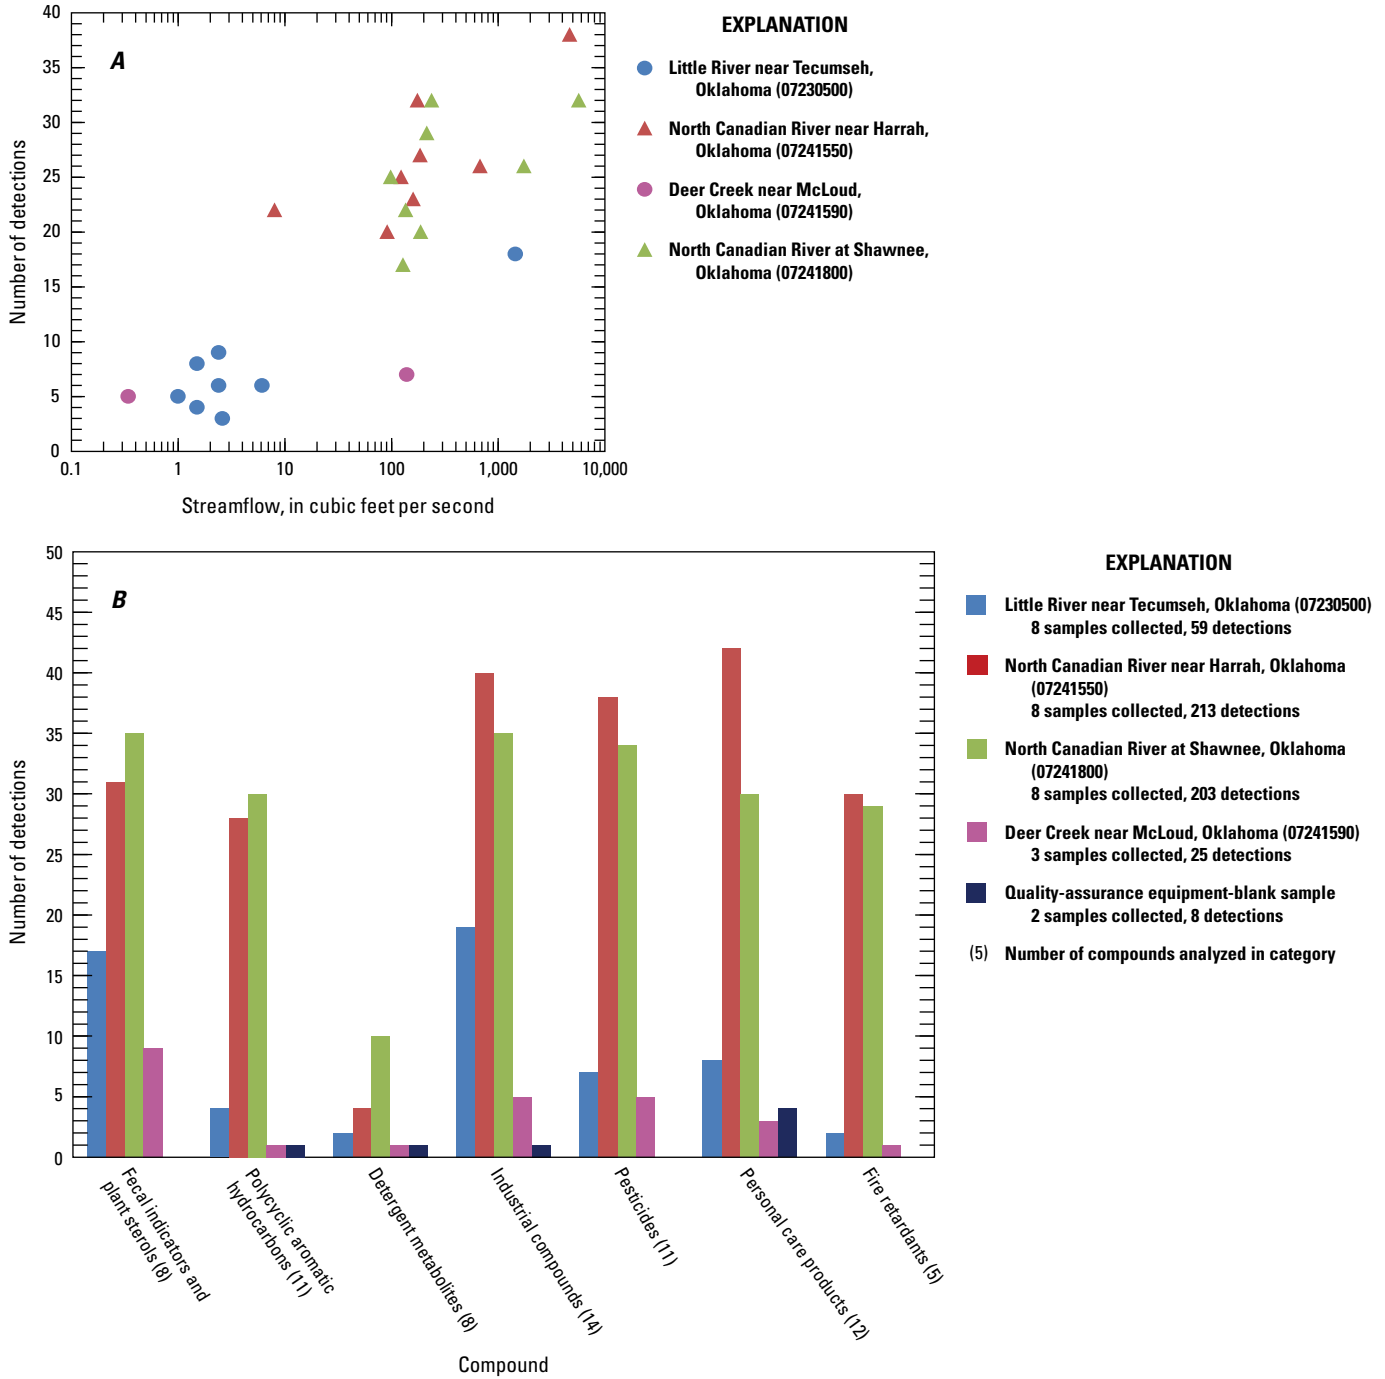 40
35
30
25
20
15
10
5
0
Number of detections
A
0.1
1
10
100
1,000
10,000
Streamflow, in cubic feet per second
EXPLANATION
Little River near Tecumseh,
Oklahoma (07230500)
North Canadian River near Harrah,
Oklahoma (07241550)
Deer Creek near McLoud,
Oklahoma (07241590)
North Canadian River at Shawnee,
Oklahoma (07241800)
50
45
40
35
30
25
20
15
10
5
0
Number of detections
B
Fecal indicators and
plant sterols (8)
Polycyclic aromatic
hydrocarbons (11)
Detergent metabolites (8)
Industrial compounds (14)
Pesticides (11)
Personal care products (12)
Fire retardants (5)
Compound
EXPLANATION
Little River near Tecumseh, Oklahoma (07230500)
8 samples collected, 59 detections
North Canadian River near Harrah, Oklahoma
(07241550)
8 samples collected, 213 detections
North Canadian River at Shawnee, Oklahoma
(07241800)
8 samples collected, 203 detections
Deer Creek near McLoud, Oklahoma (07241590)
3 samples collected, 25 detections
Quality-assurance equipment-blank sample
2 samples collected, 8 detections
(5) Number of compounds analyzed in category